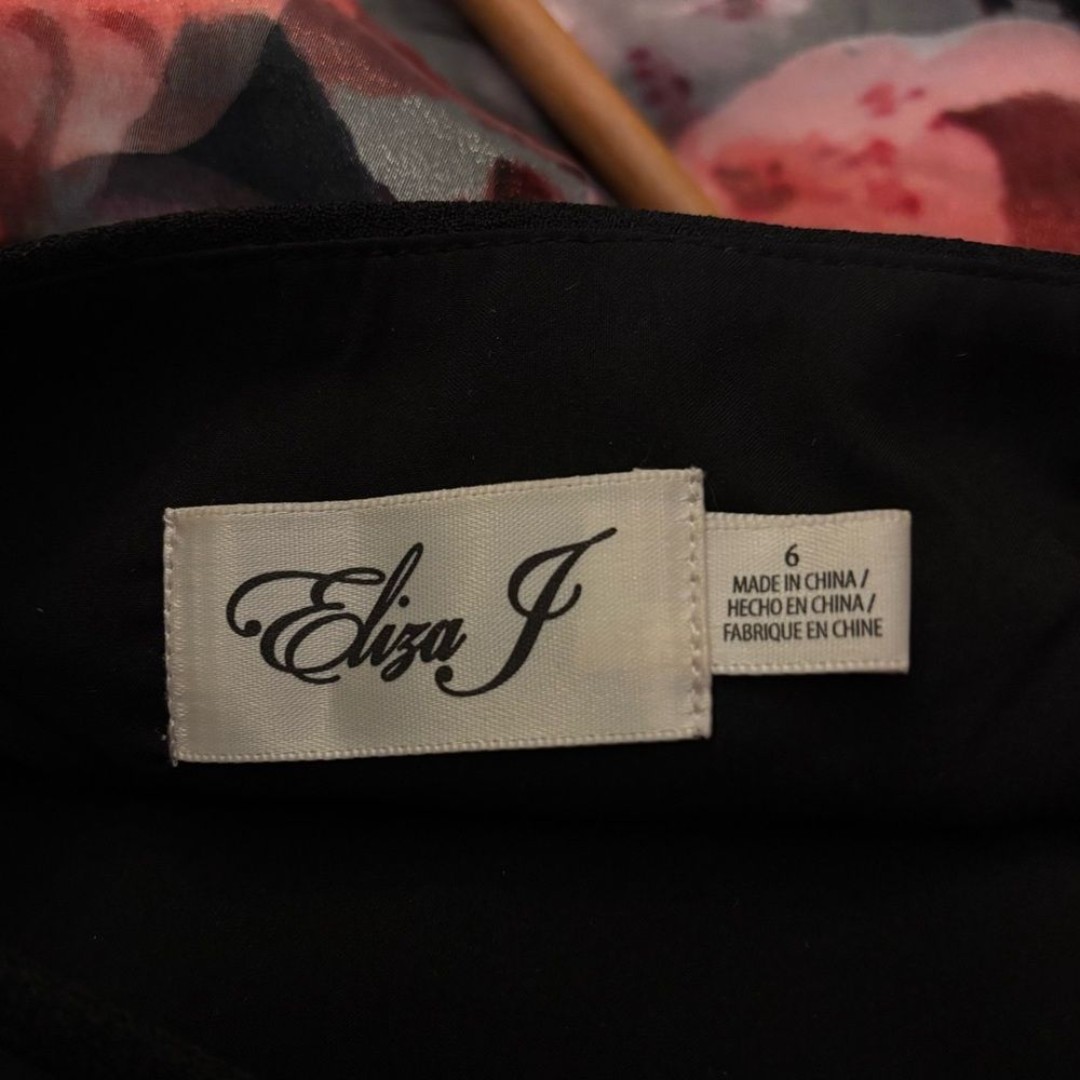 Eliza J
6
MADE IN CHINA /
HECHO EN CHINA /
FABRIQUE EN CHINE